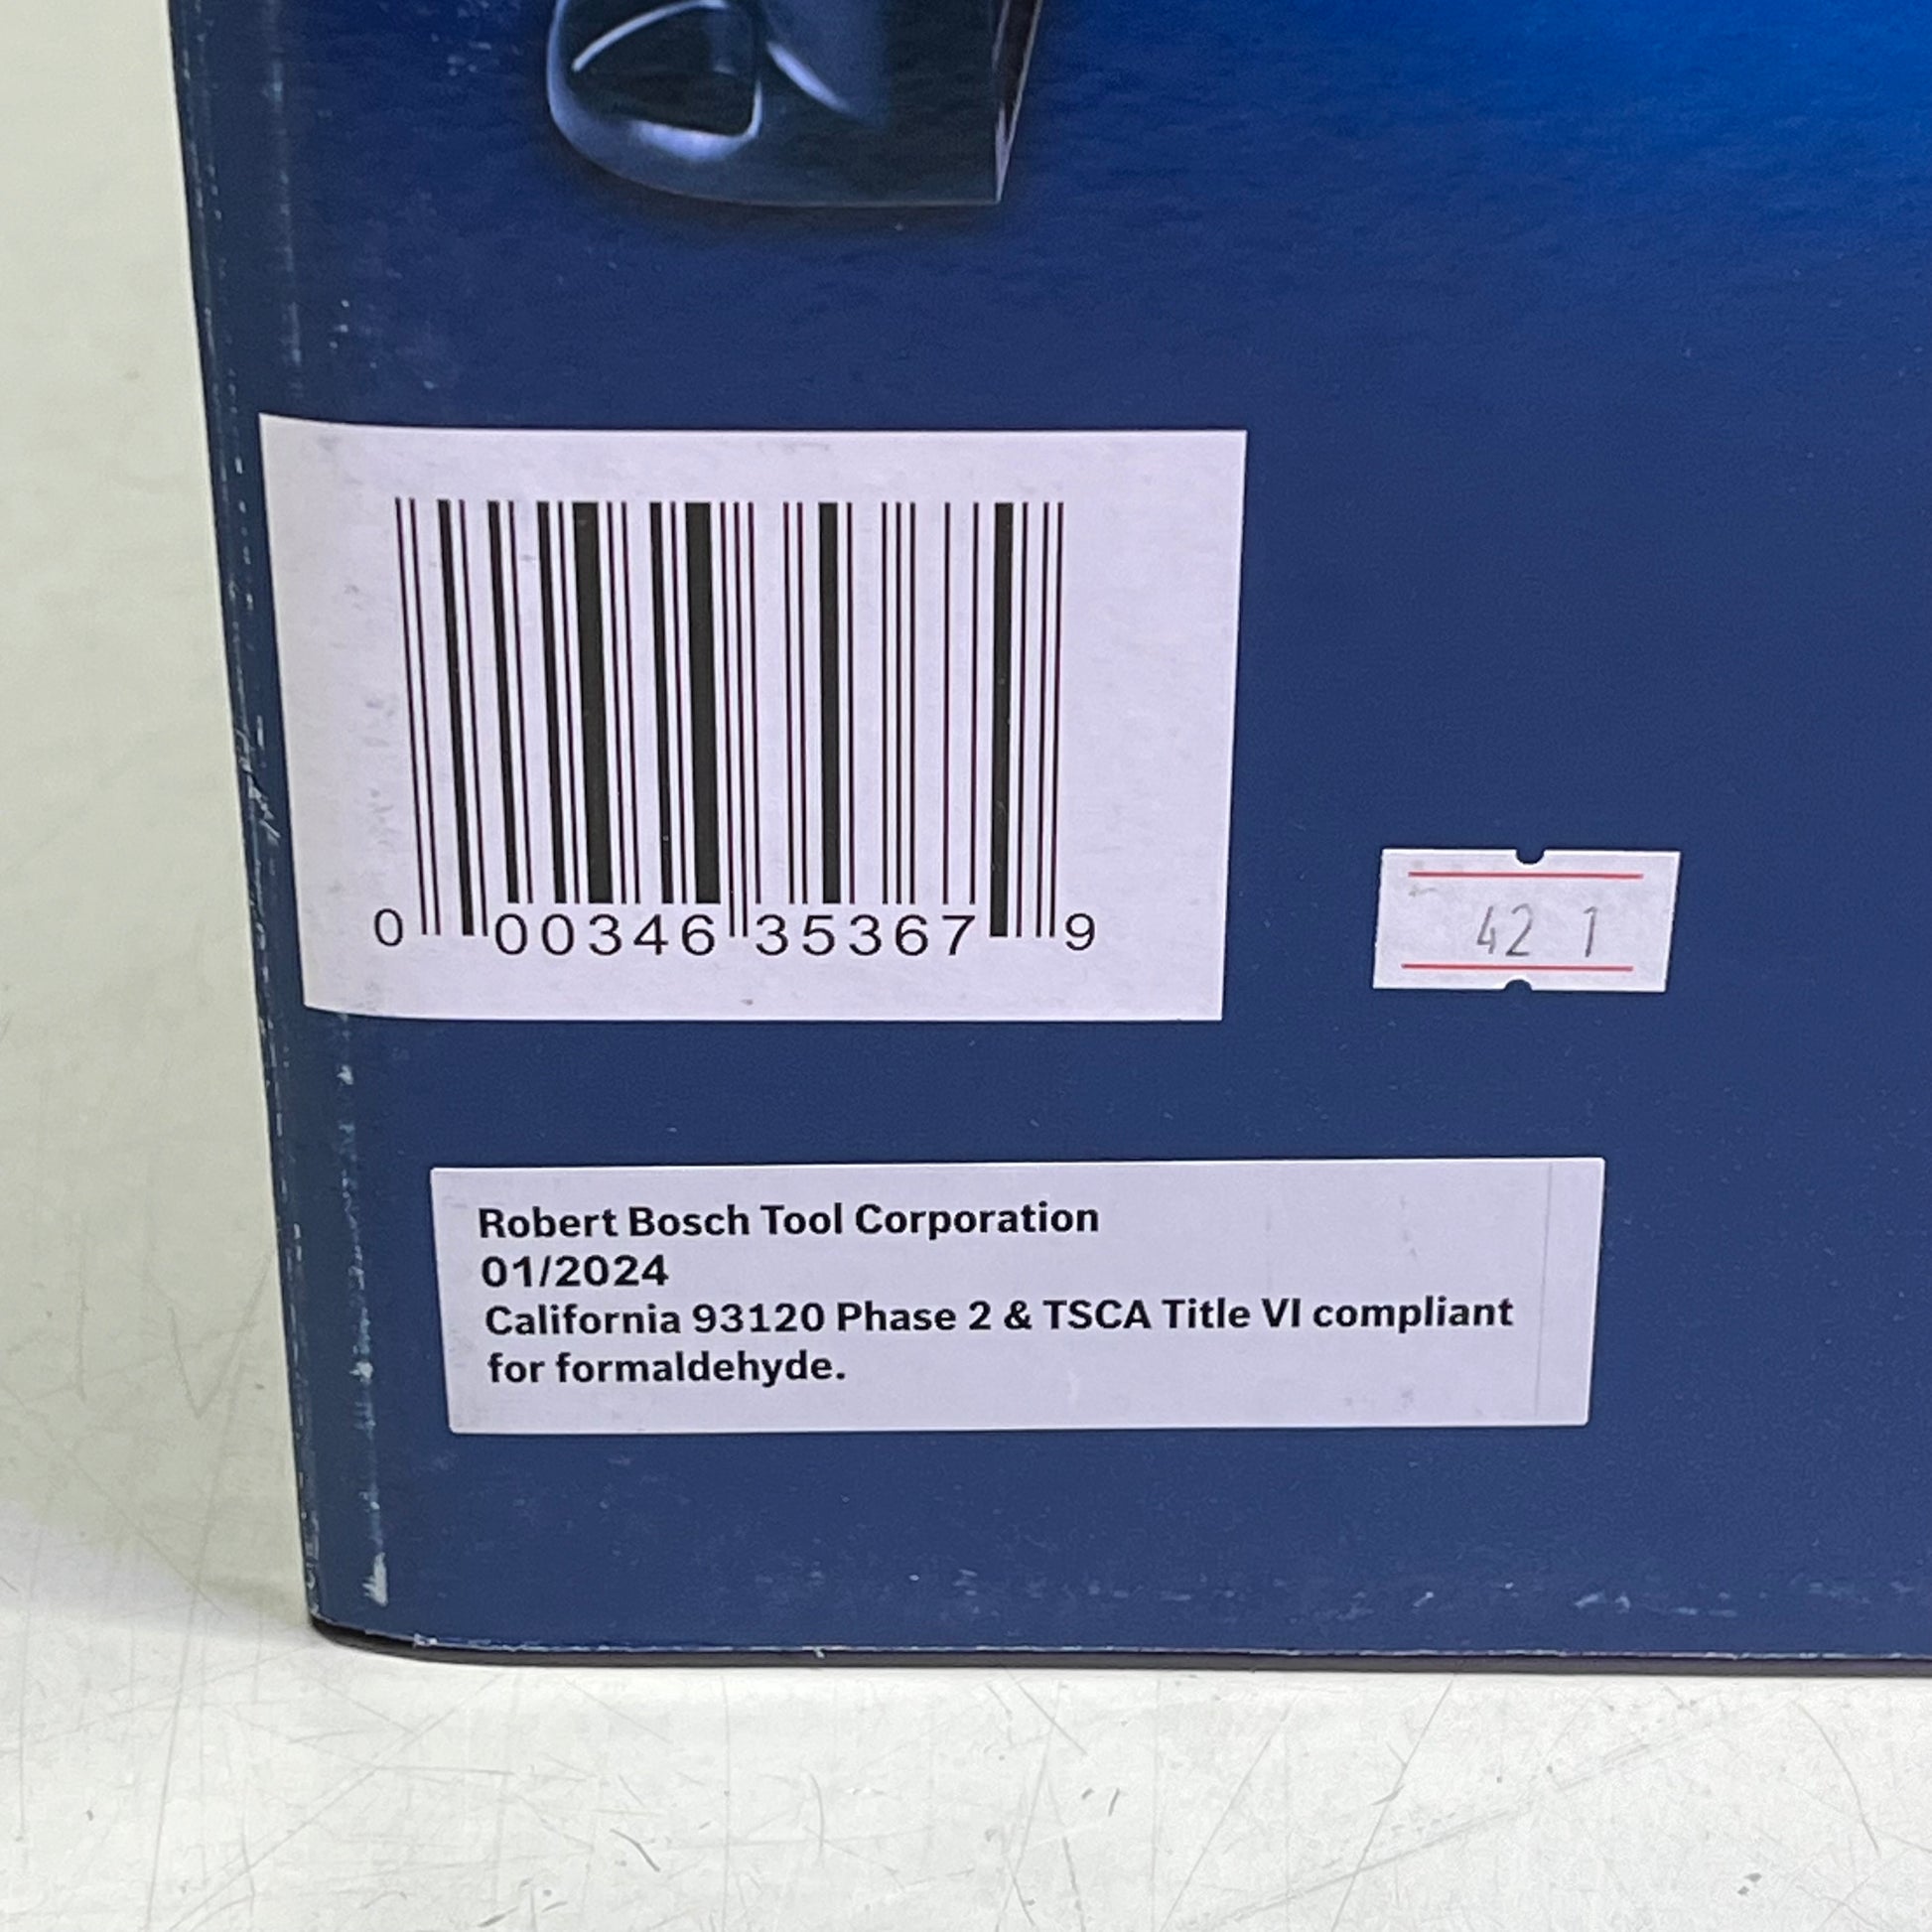 0 00346 35367 9
42 1
Robert Bosch Tool Corporation
01/2024
California 93120 Phase 2 & TSCA Title VI compliant
for formaldehyde.